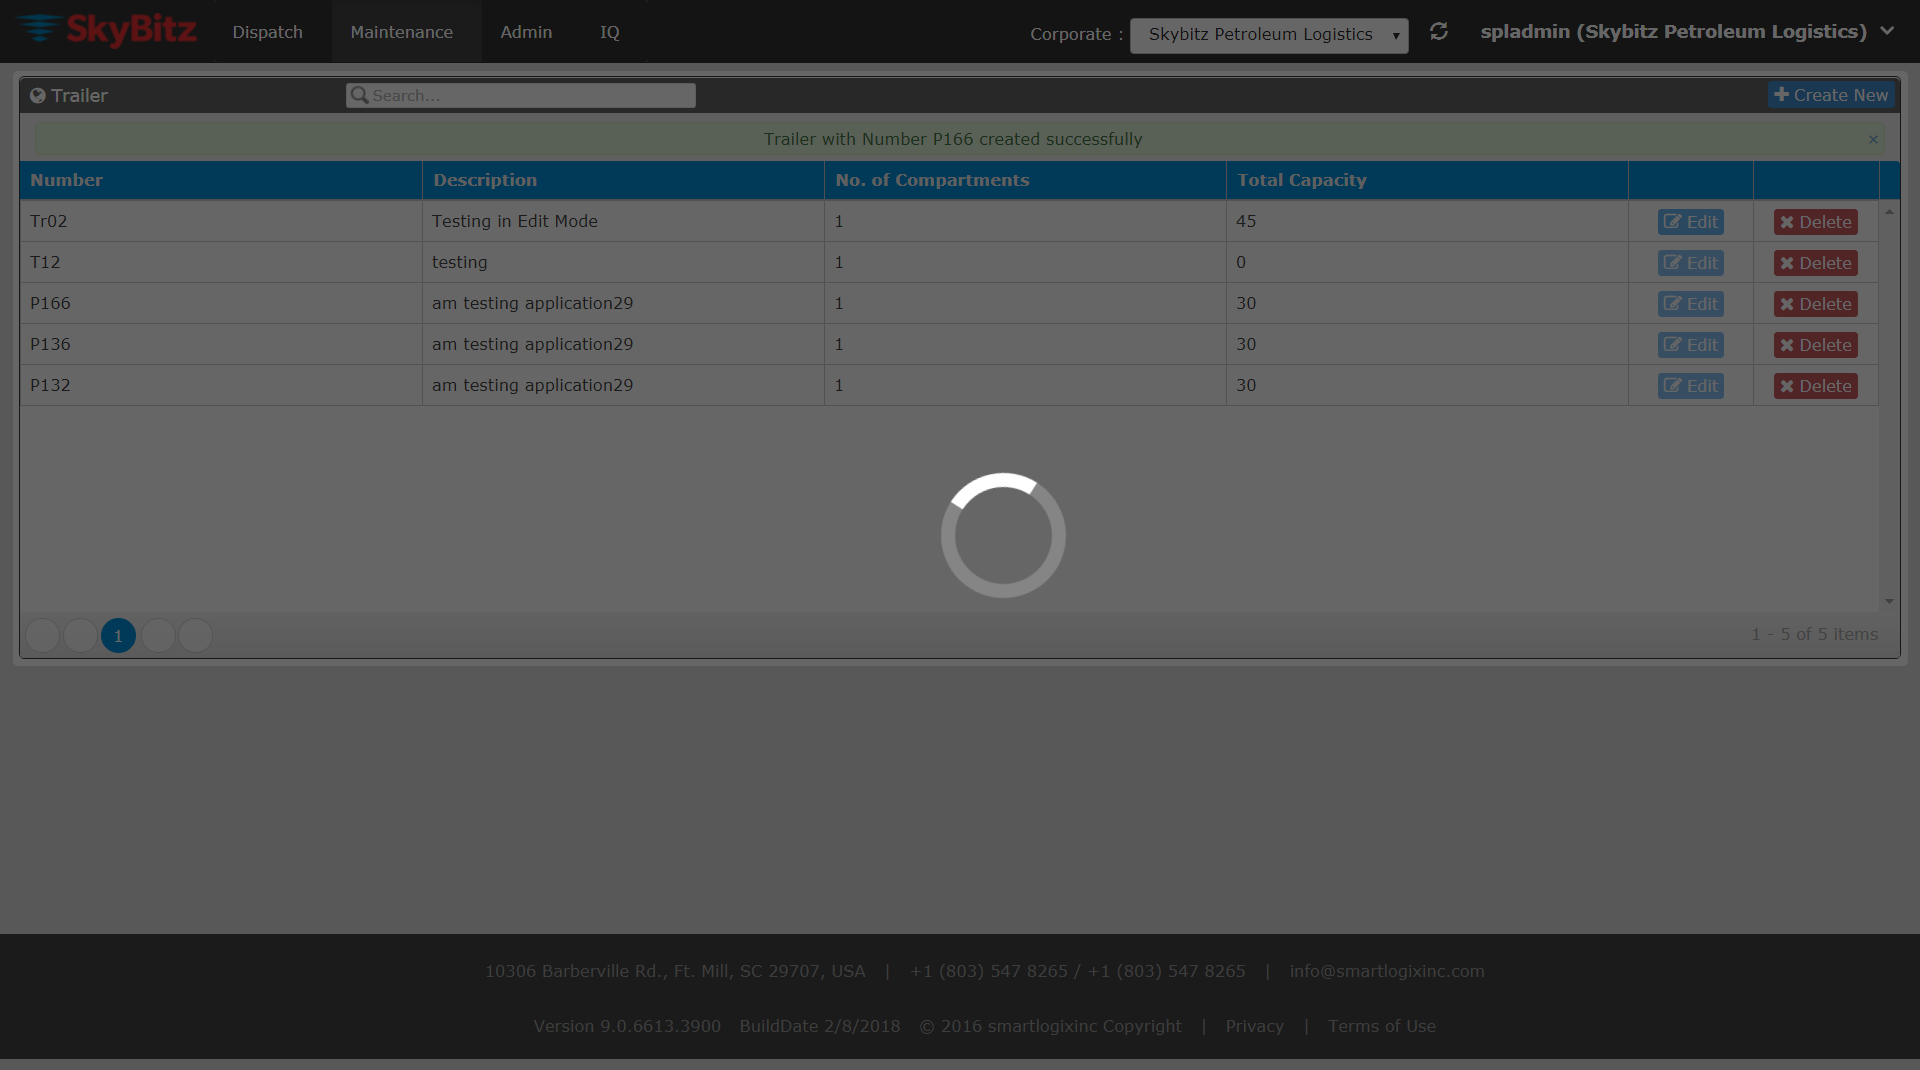 SkyBitz Dispatch Maintenance Admin IQ Corporate : Skybitz Petroleum Logistics spladmin (Skybitz Petroleum Logistics)
Trailer Search... Create New
Trailer with Number P166 created successfully ×
Number Description No. of Compartments Total Capacity
Tr02 Testing in Edit Mode 1 45 Edit Delete
T12 testing 1 0 Edit Delete
P166 am testing application29 1 30 Edit Delete
P136 am testing application29 1 30 Edit Delete
P132 am testing application29 1 30 Edit Delete
1 1 - 5 of 5 items
10306 Barberville Rd., Ft. Mill, SC 29707, USA | +1 (803) 547 8265 / +1 (803) 547 8265 | info@smartlogixinc.com
Version 9.0.6613.3900 BuildDate 2/8/2018 © 2016 smartlogixinc Copyright | Privacy | Terms of Use